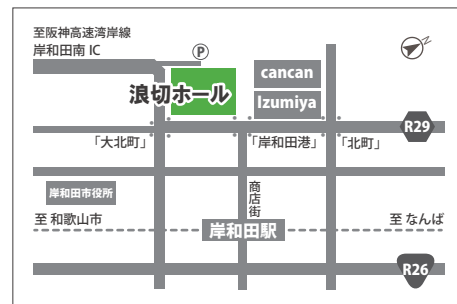 至阪神高速湾岸線
岸和田南 IC
P
N
cancan
Izumiya
浪切ホール
R29
「大北町」
「岸和田港」
「北町」
岸和田市役所
商店街
至 和歌山市
至 なんば
岸和田駅
R26